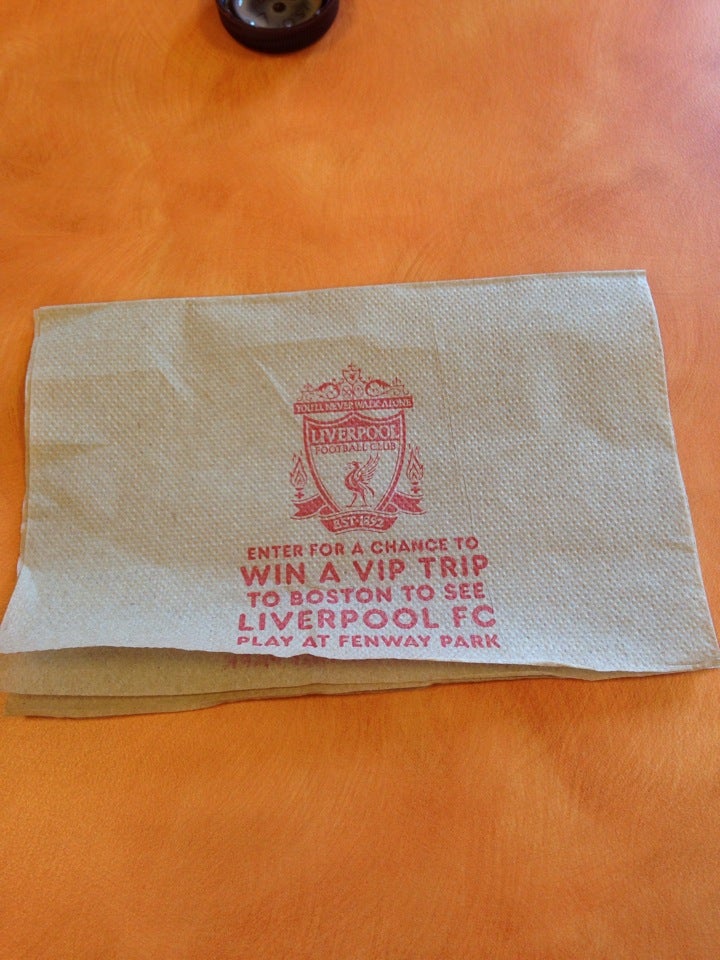 YOU'LL NEVER WALK ALONE
LIVERPOOL
FOOTBALL CLUB
EST·1892
ENTER FOR A CHANCE TO
WIN A VIP TRIP
TO BOSTON TO SEE
LIVERPOOL FC
PLAY AT FENWAY PARK